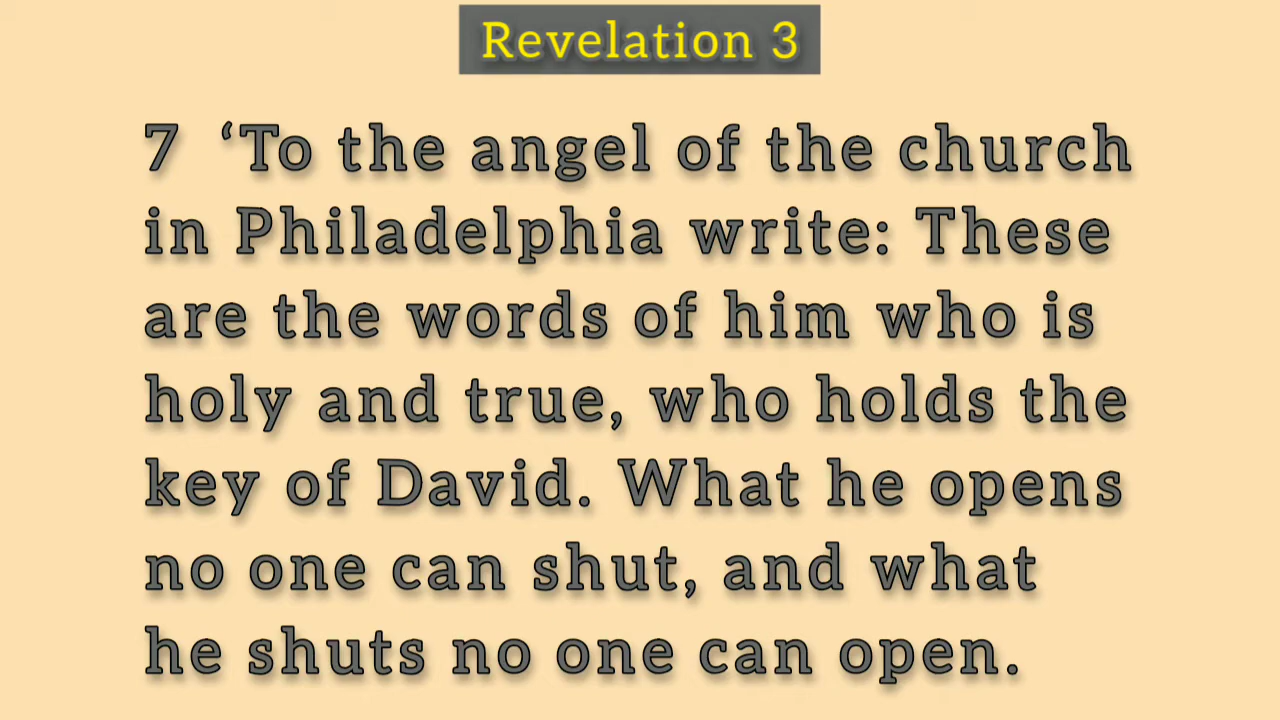 Revelation 3
7 ‘To the angel of the church
in Philadelphia write: These
are the words of him who is
holy and true, who holds the
key of David. What he opens
no one can shut, and what
he shuts no one can open.